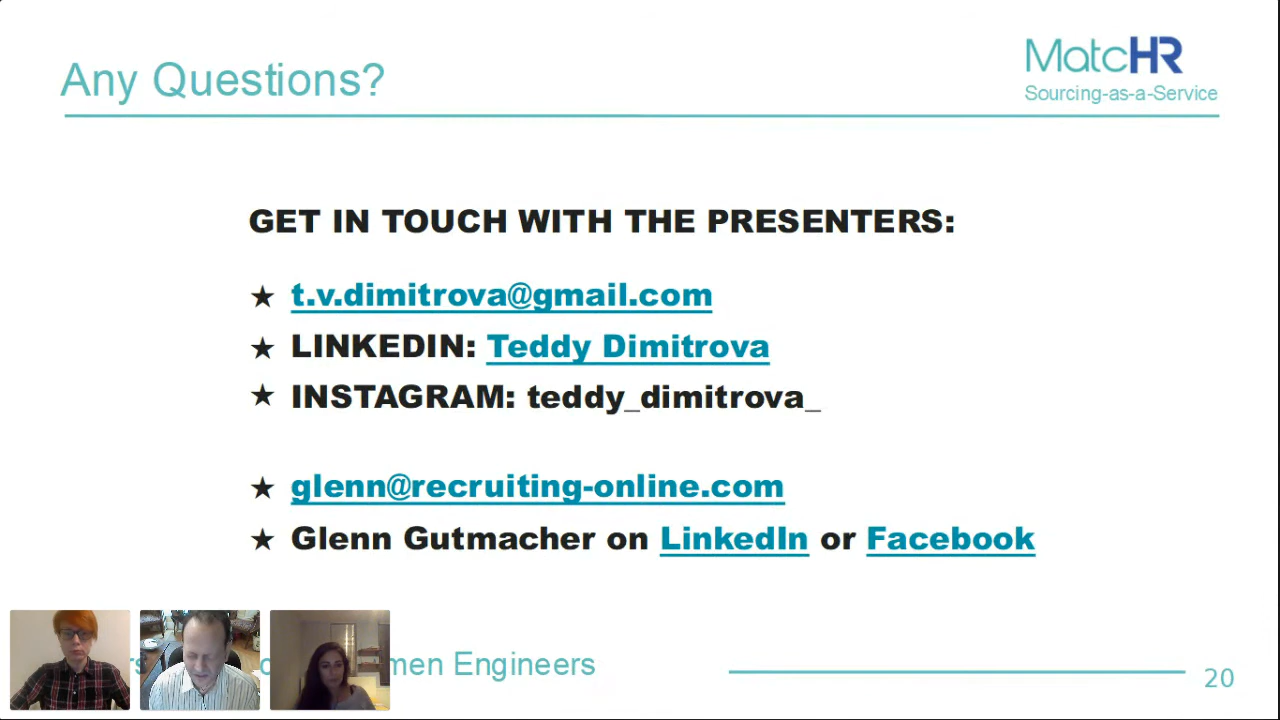 Any Questions?
MatcHR
Sourcing-as-a-Service
GET IN TOUCH WITH THE PRESENTERS:
★ t.v.dimitrova@gmail.com
★ LINKEDIN: Teddy Dimitrova
★ INSTAGRAM: teddy_dimitrova_
★ glenn@recruiting-online.com
★ Glenn Gutmacher on LinkedIn or Facebook
Engineers
20